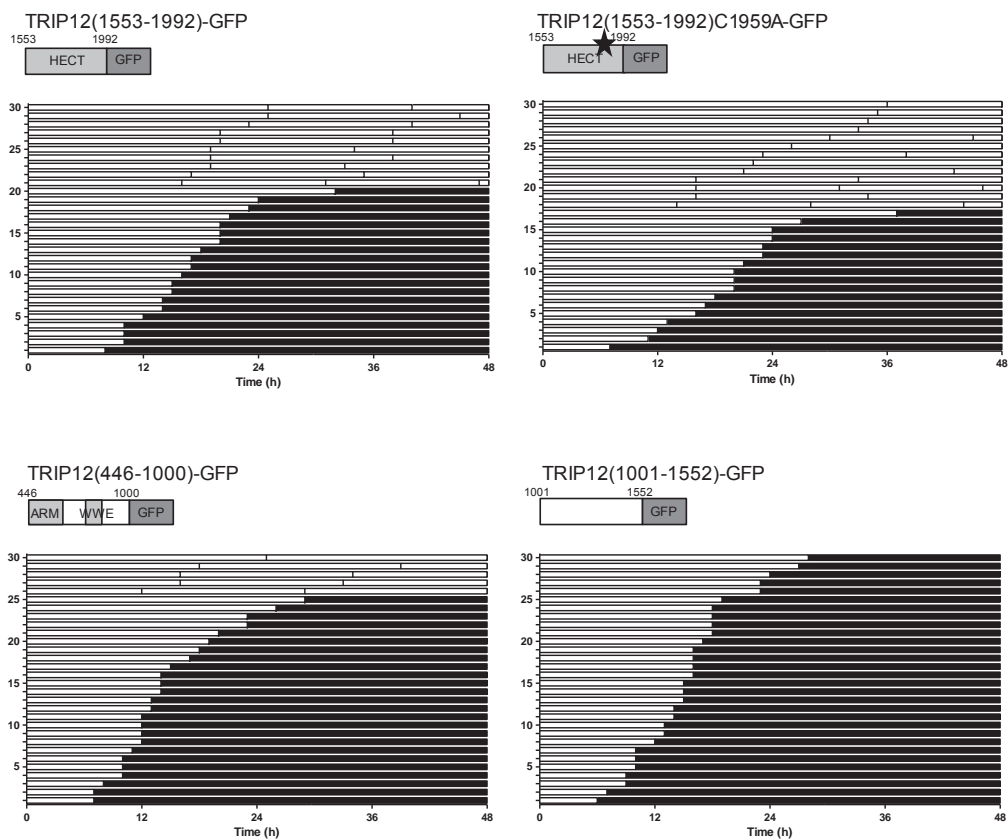 TRIP12(1553-1992)-GFP
1553 1992
HECT GFP
30
25
20
15
10
5
0 12 24 36 48
Time (h)
TRIP12(1553-1992)C1959A-GFP
1553 1992
HECT GFP
30
25
20
15
10
5
0 12 24 36 48
Time (h)
TRIP12(446-1000)-GFP
446 1000
ARM WWE GFP
30
25
20
15
10
5
0 12 24 36 48
Time (h)
TRIP12(1001-1552)-GFP
1001 1552
GFP
30
25
20
15
10
5
0 12 24 36 48
Time (h)